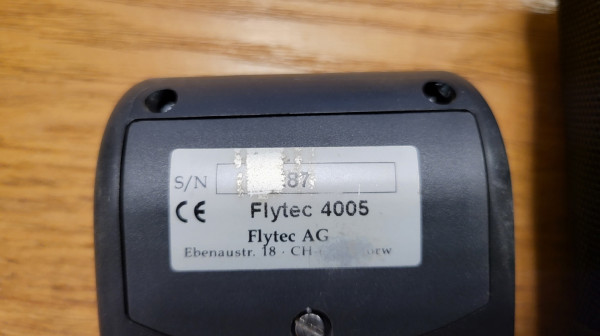 S/N 87
CE Flytec 4005
Flytec AG
Ebenaustr. 18 · CH